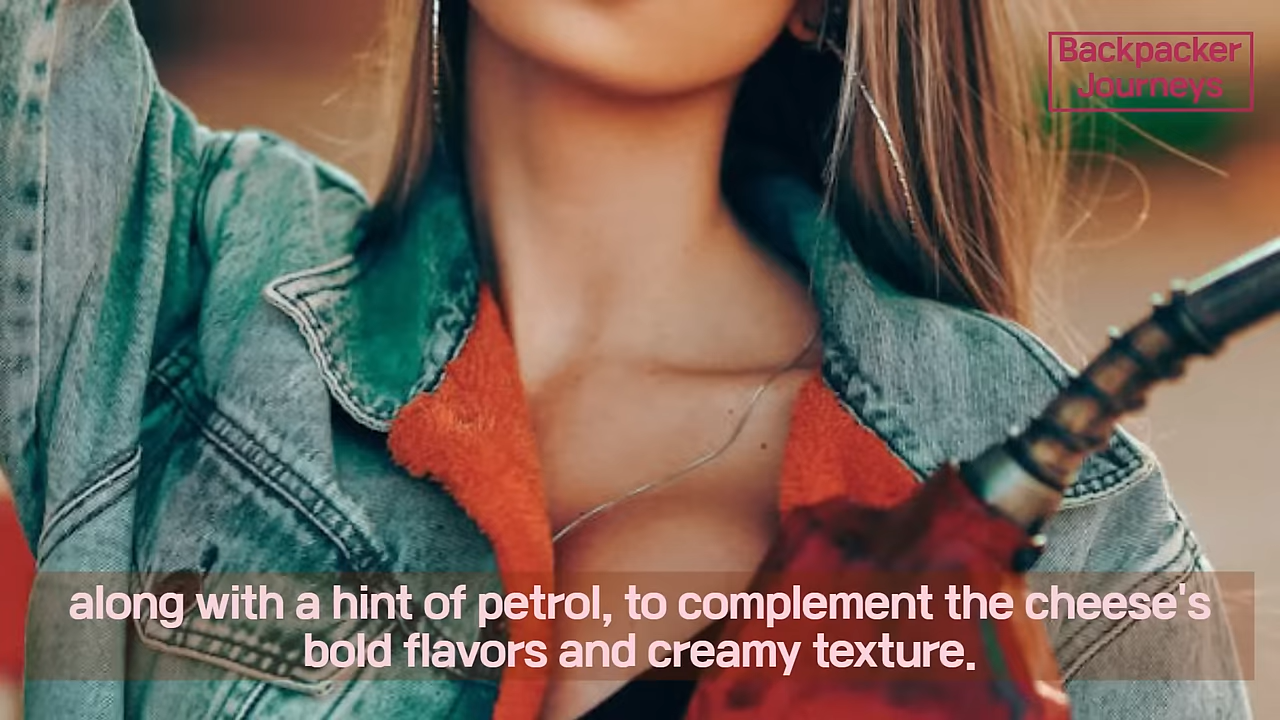 Backpacker
Journeys
along with a hint of petrol, to complement the cheese's
bold flavors and creamy texture.